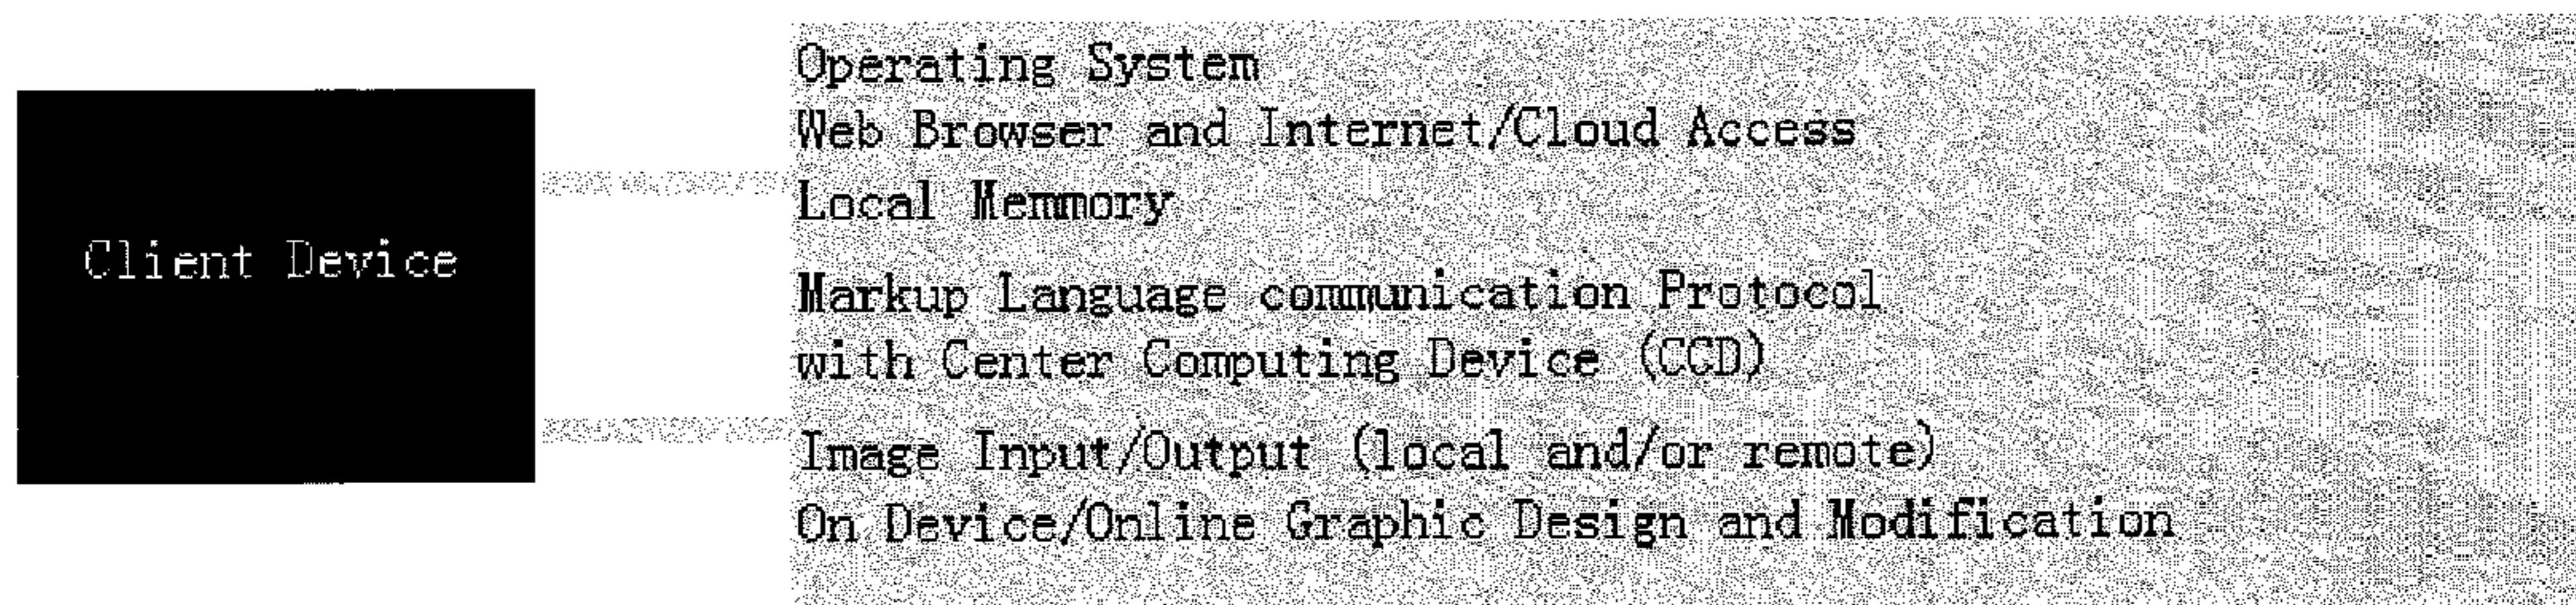 Client Device
Operating System
Web Browser and Internet/Cloud Access
Local Memmory
Markup Language communication Protocol
with Center Computing Device (CCD)
Image Input/Output (local and/or remote)
On Device/Online Graphic Design and Modification